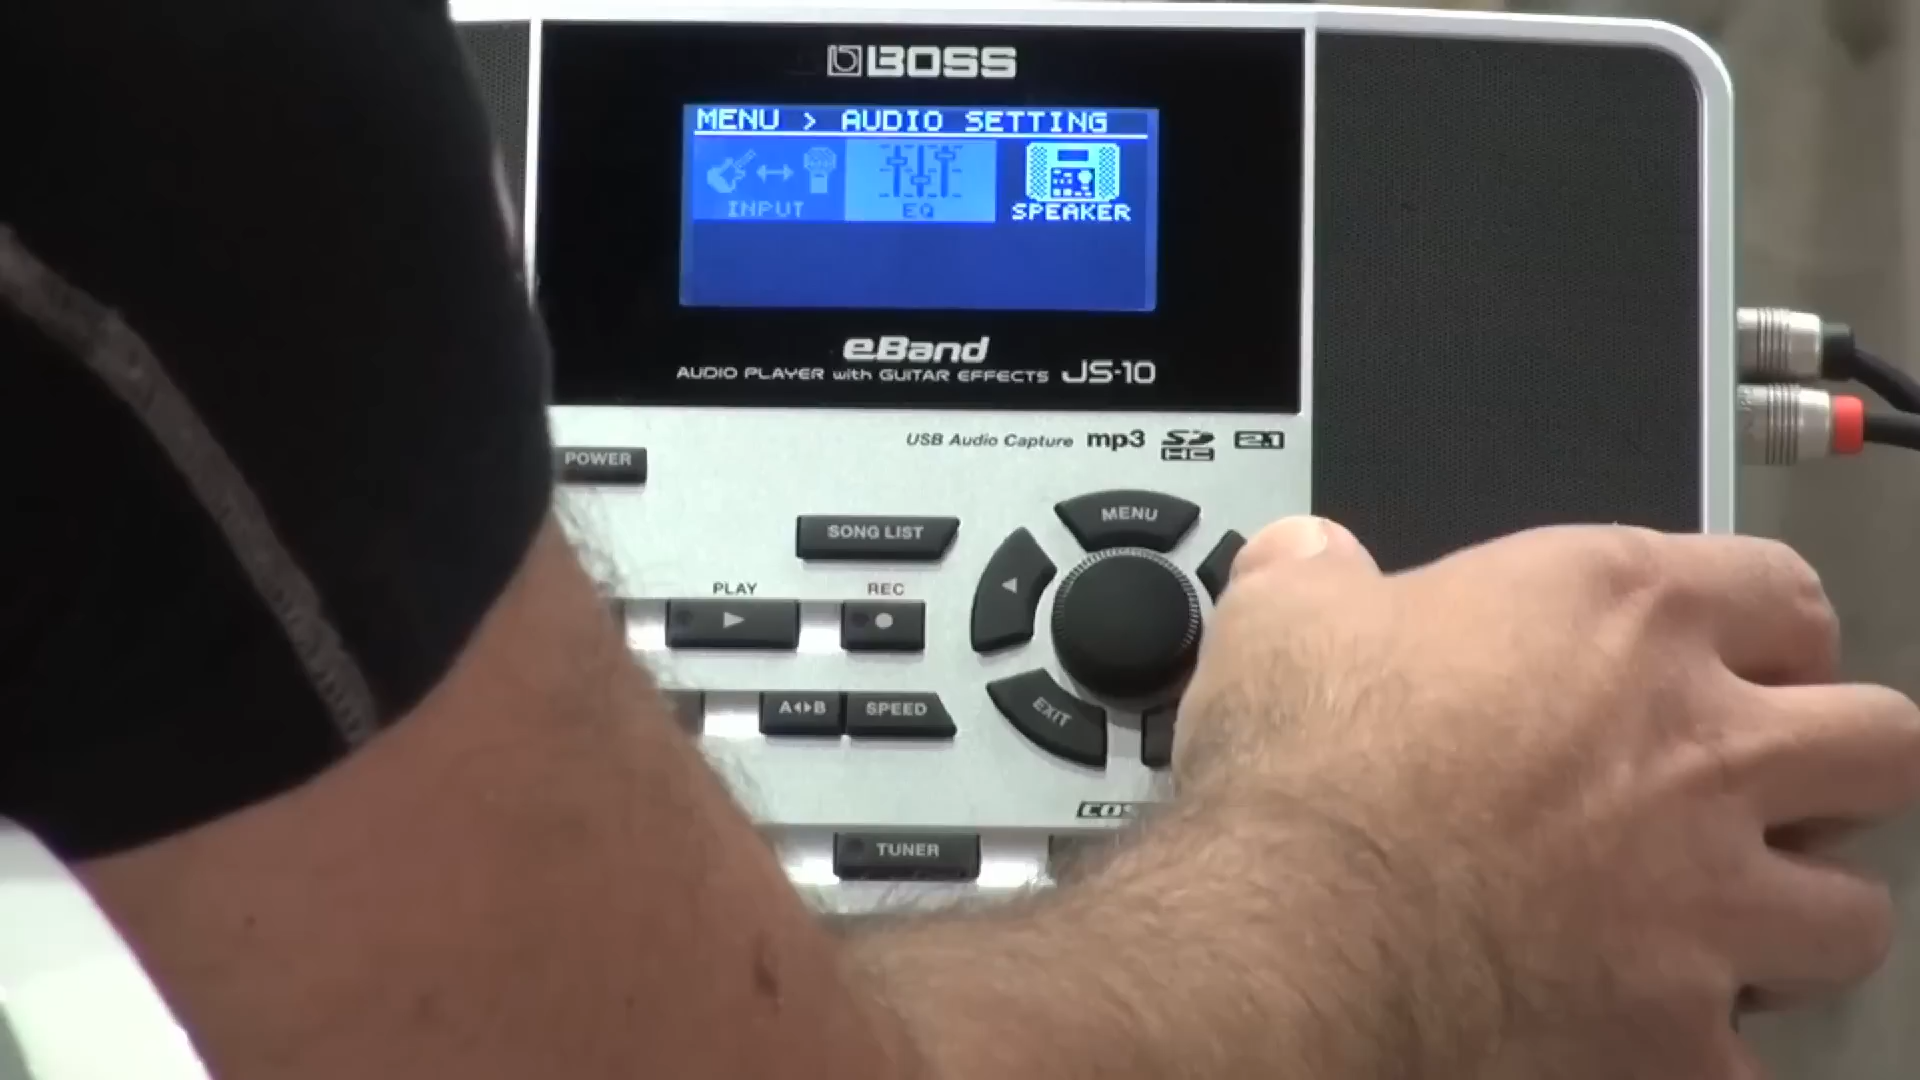 BOSS
MENU > AUDIO SETTING
INPUT EQ SPEAKER
eBand
AUDIO PLAYER with GUITAR EFFECTS JS-10
USB Audio Capture mp3 SD HC 2.1
POWER
MENU
SONG LIST
PLAY REC
A◂▸B SPEED
EXIT
TUNER